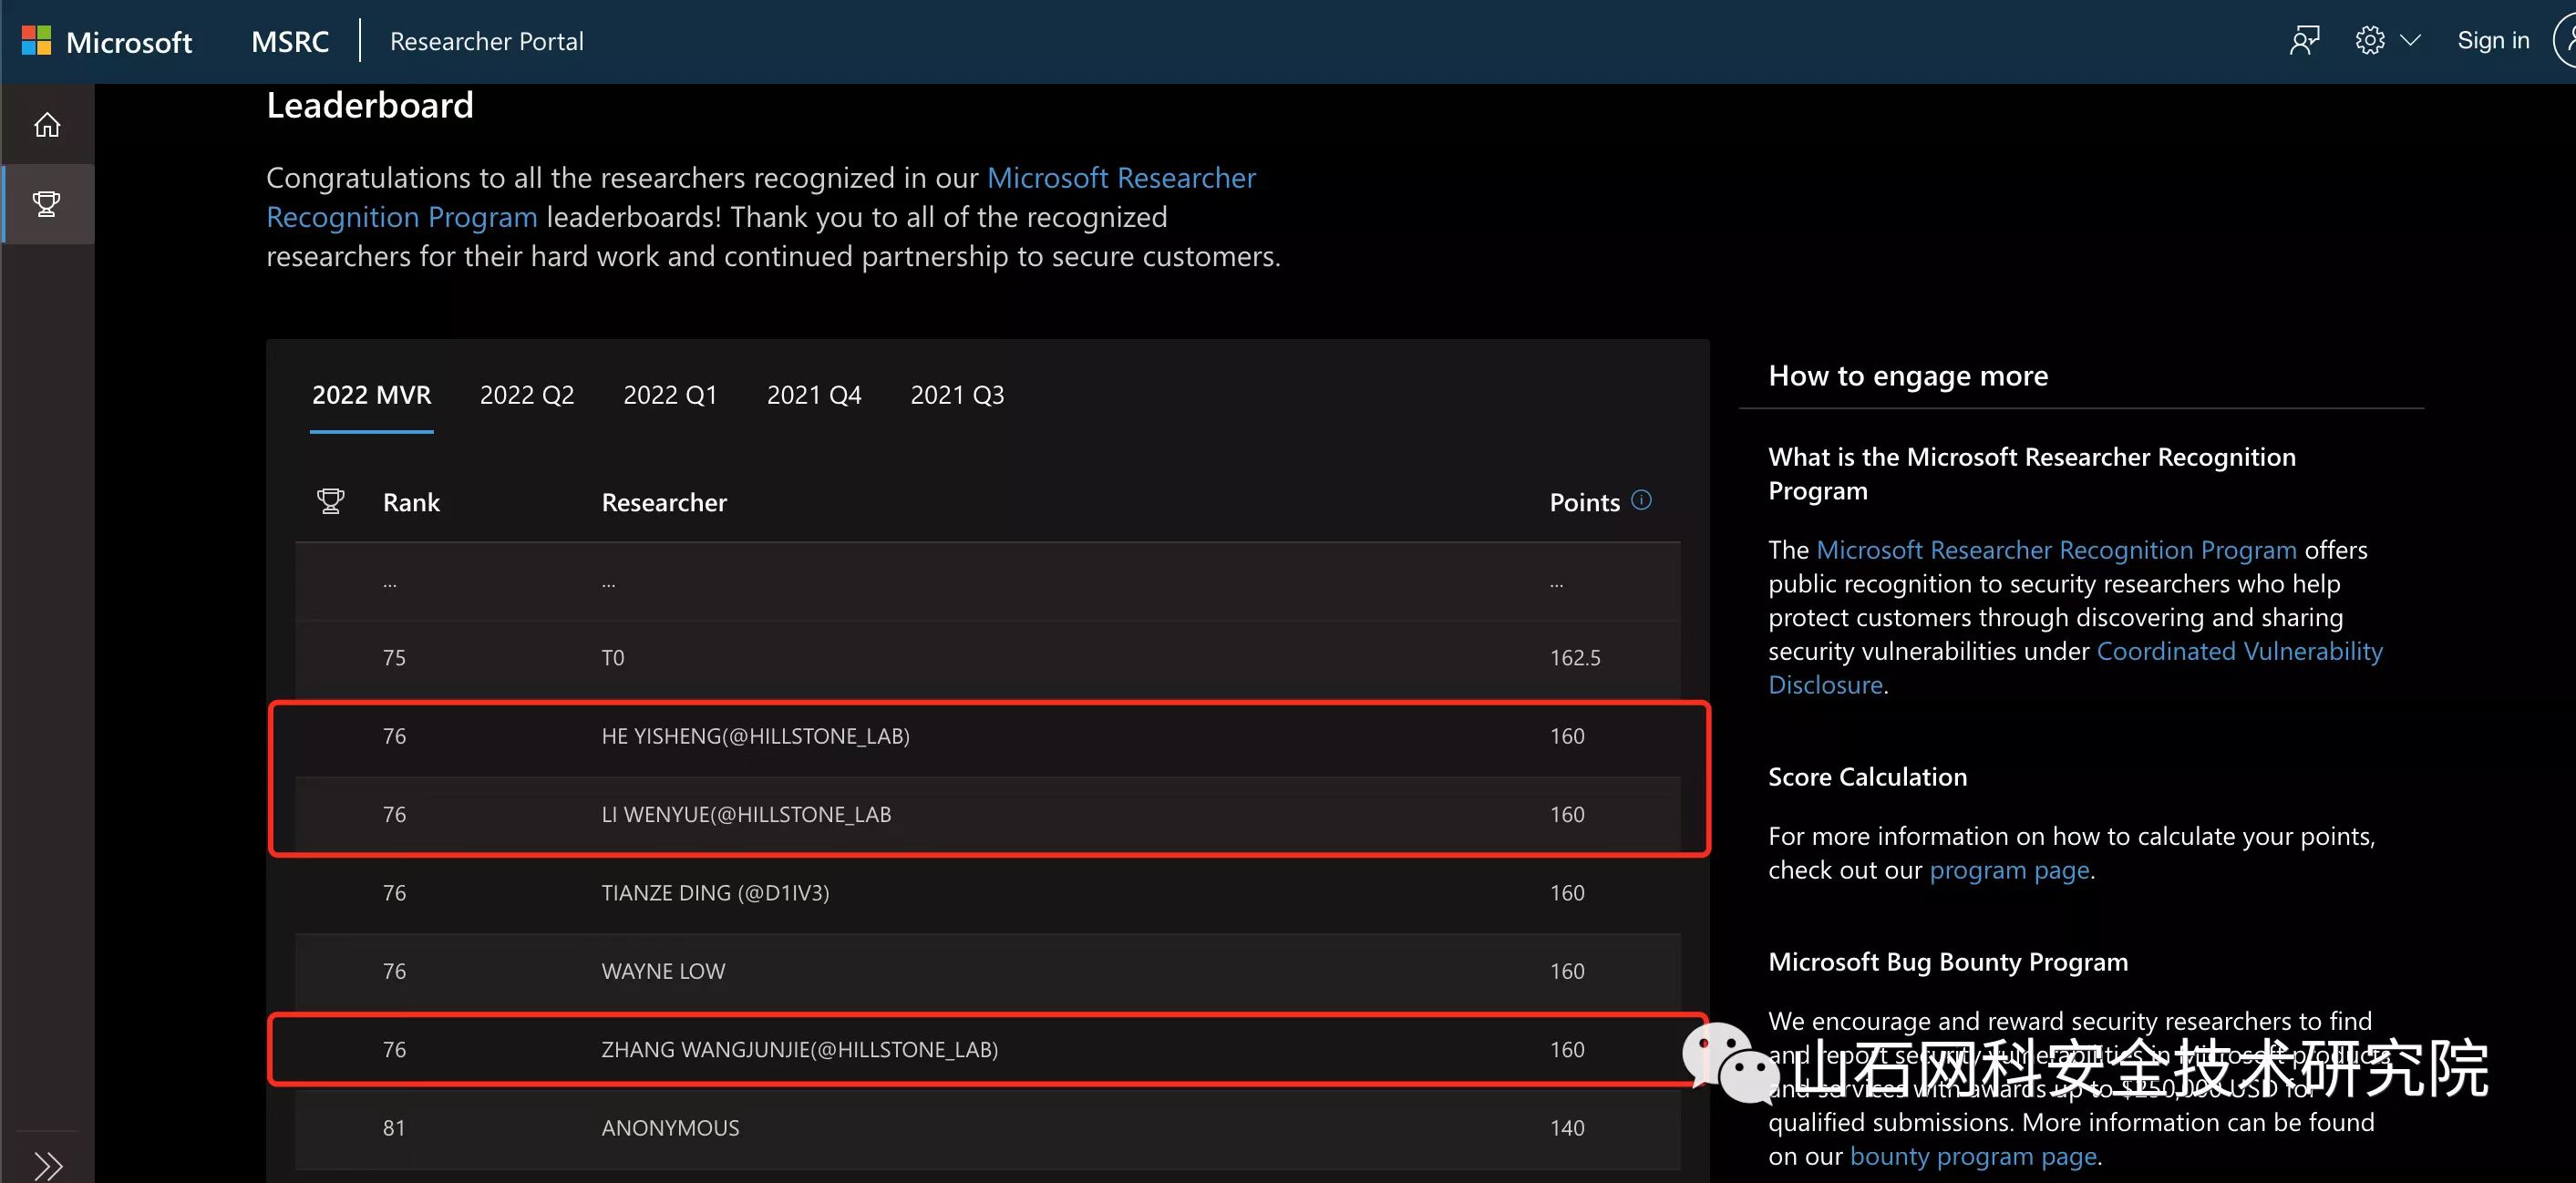 Microsoft MSRC Researcher Portal Sign in
Leaderboard
Congratulations to all the researchers recognized in our Microsoft Researcher
Recognition Program leaderboards! Thank you to all of the recognized
researchers for their hard work and continued partnership to secure customers.
2022 MVR 2022 Q2 2022 Q1 2021 Q4 2021 Q3
Rank Researcher Points
... ... ...
75 T0 162.5
76 HE YISHENG(@HILLSTONE_LAB) 160
76 LI WENYUE(@HILLSTONE_LAB 160
76 TIANZE DING (@D1IV3) 160
76 WAYNE LOW 160
76 ZHANG WANGJUNJIE(@HILLSTONE_LAB) 160
81 ANONYMOUS 140
How to engage more
What is the Microsoft Researcher Recognition
Program
The Microsoft Researcher Recognition Program offers
public recognition to security researchers who help
protect customers through discovering and sharing
security vulnerabilities under Coordinated Vulnerability
Disclosure.
Score Calculation
For more information on how to calculate your points,
check out our program page.
Microsoft Bug Bounty Program
We encourage and reward security researchers to find
and report security vulnerabilities in Microsoft products
and services with awards up to $250,000 USD for
qualified submissions. More information can be found
on our bounty program page.
山石网科安全技术研究院